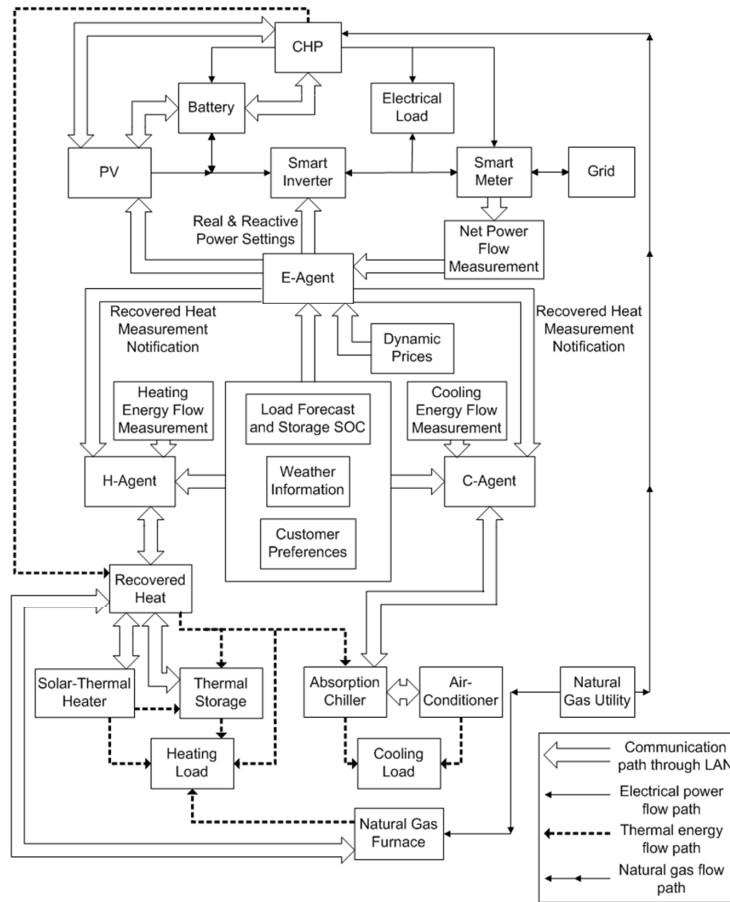 CHP
Battery
Electrical
Load
PV
Smart
Inverter
Smart
Meter
Grid
Real & Reactive
Power Settings
Net Power
Flow
Measurement
E-Agent
Recovered Heat
Measurement
Notification
Recovered Heat
Measurement
Notification
Dynamic
Prices
Heating
Energy Flow
Measurement
Load Forecast
and Storage SOC
Cooling
Energy Flow
Measurement
H-Agent
Weather
Information
C-Agent
Customer
Preferences
Recovered
Heat
Solar-Thermal
Heater
Thermal
Storage
Absorption
Chiller
Air-
Conditioner
Natural
Gas Utility
Heating
Load
Cooling
Load
Natural Gas
Furnace
Communication
path through LAN
Electrical power
flow path
Thermal energy
flow path
Natural gas flow
path